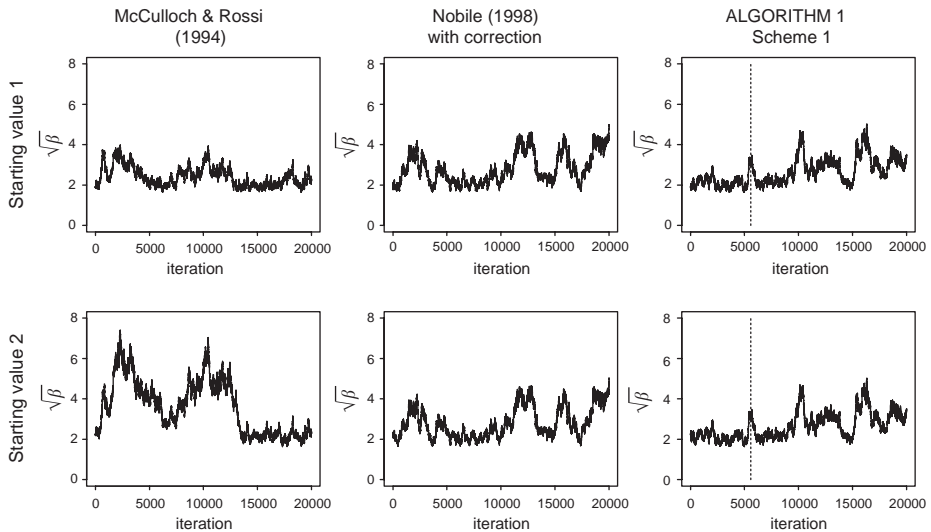 McCulloch & Rossi
(1994)
Nobile (1998)
with correction
ALGORITHM 1
Scheme 1
Starting value 1
√β
8
6
4
2
0
0 5000 10000 15000 20000
iteration
√β
8
6
4
2
0
0 5000 10000 15000 20000
iteration
√β
8
6
4
2
0
0 5000 10000 15000 20000
iteration
Starting value 2
√β
8
6
4
2
0
0 5000 10000 15000 20000
iteration
√β
8
6
4
2
0
0 5000 10000 15000 20000
iteration
√β
8
6
4
2
0
0 5000 10000 15000 20000
iteration